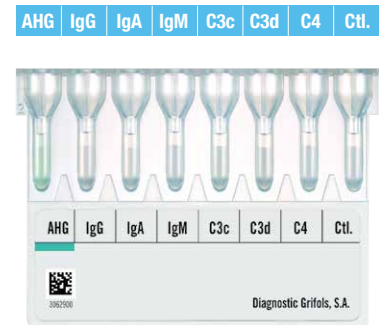 AHG IgG IgA IgM C3c C3d C4 Ctl.
AHG IgG IgA IgM C3c C3d C4 Ctl.
3062900
Diagnostic Grifols, S.A.